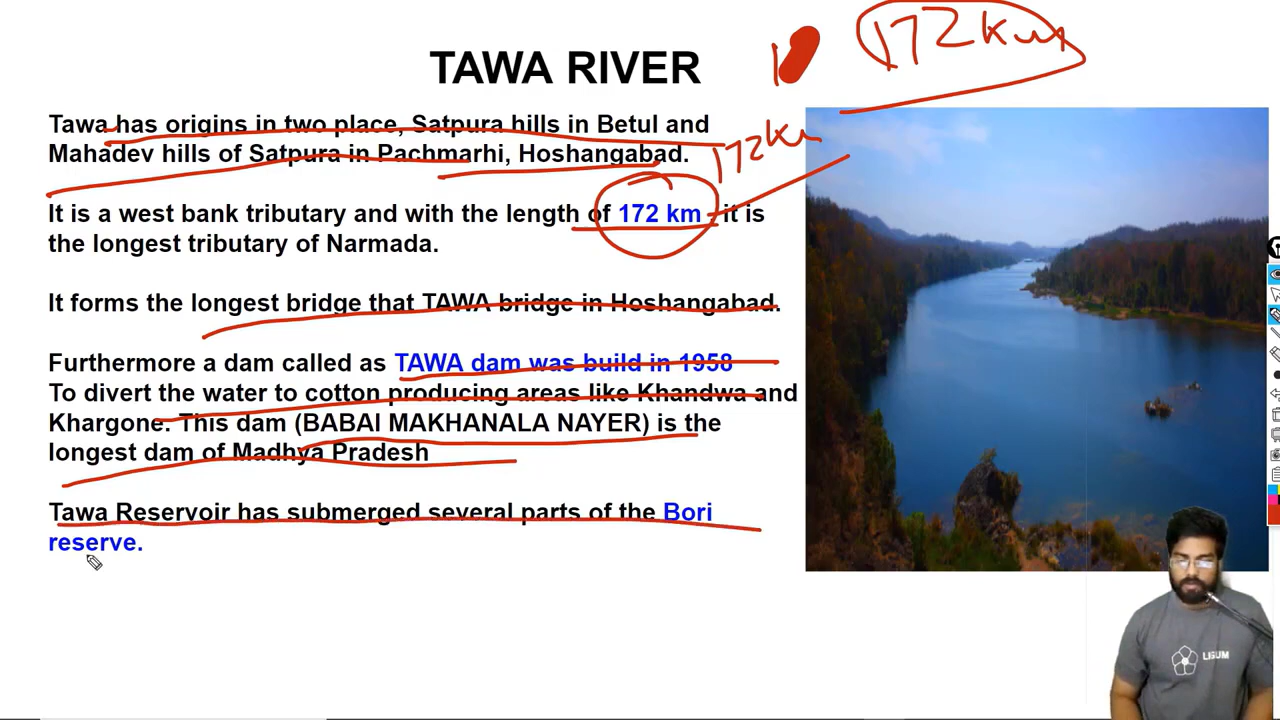 172 km
TAWA RIVER
Tawa has origins in two place, Satpura hills in Betul and
Mahadev hills of Satpura in Pachmarhi, Hoshangabad.
172 km
It is a west bank tributary and with the length of 172 km it is
the longest tributary of Narmada.
It forms the longest bridge that TAWA bridge in Hoshangabad.
Furthermore a dam called as TAWA dam was build in 1958
To divert the water to cotton producing areas like Khandwa and
Khargone. This dam (BABAI MAKHANALA NAYER) is the
longest dam of Madhya Pradesh
Tawa Reservoir has submerged several parts of the Bori
reserve.
LISUM